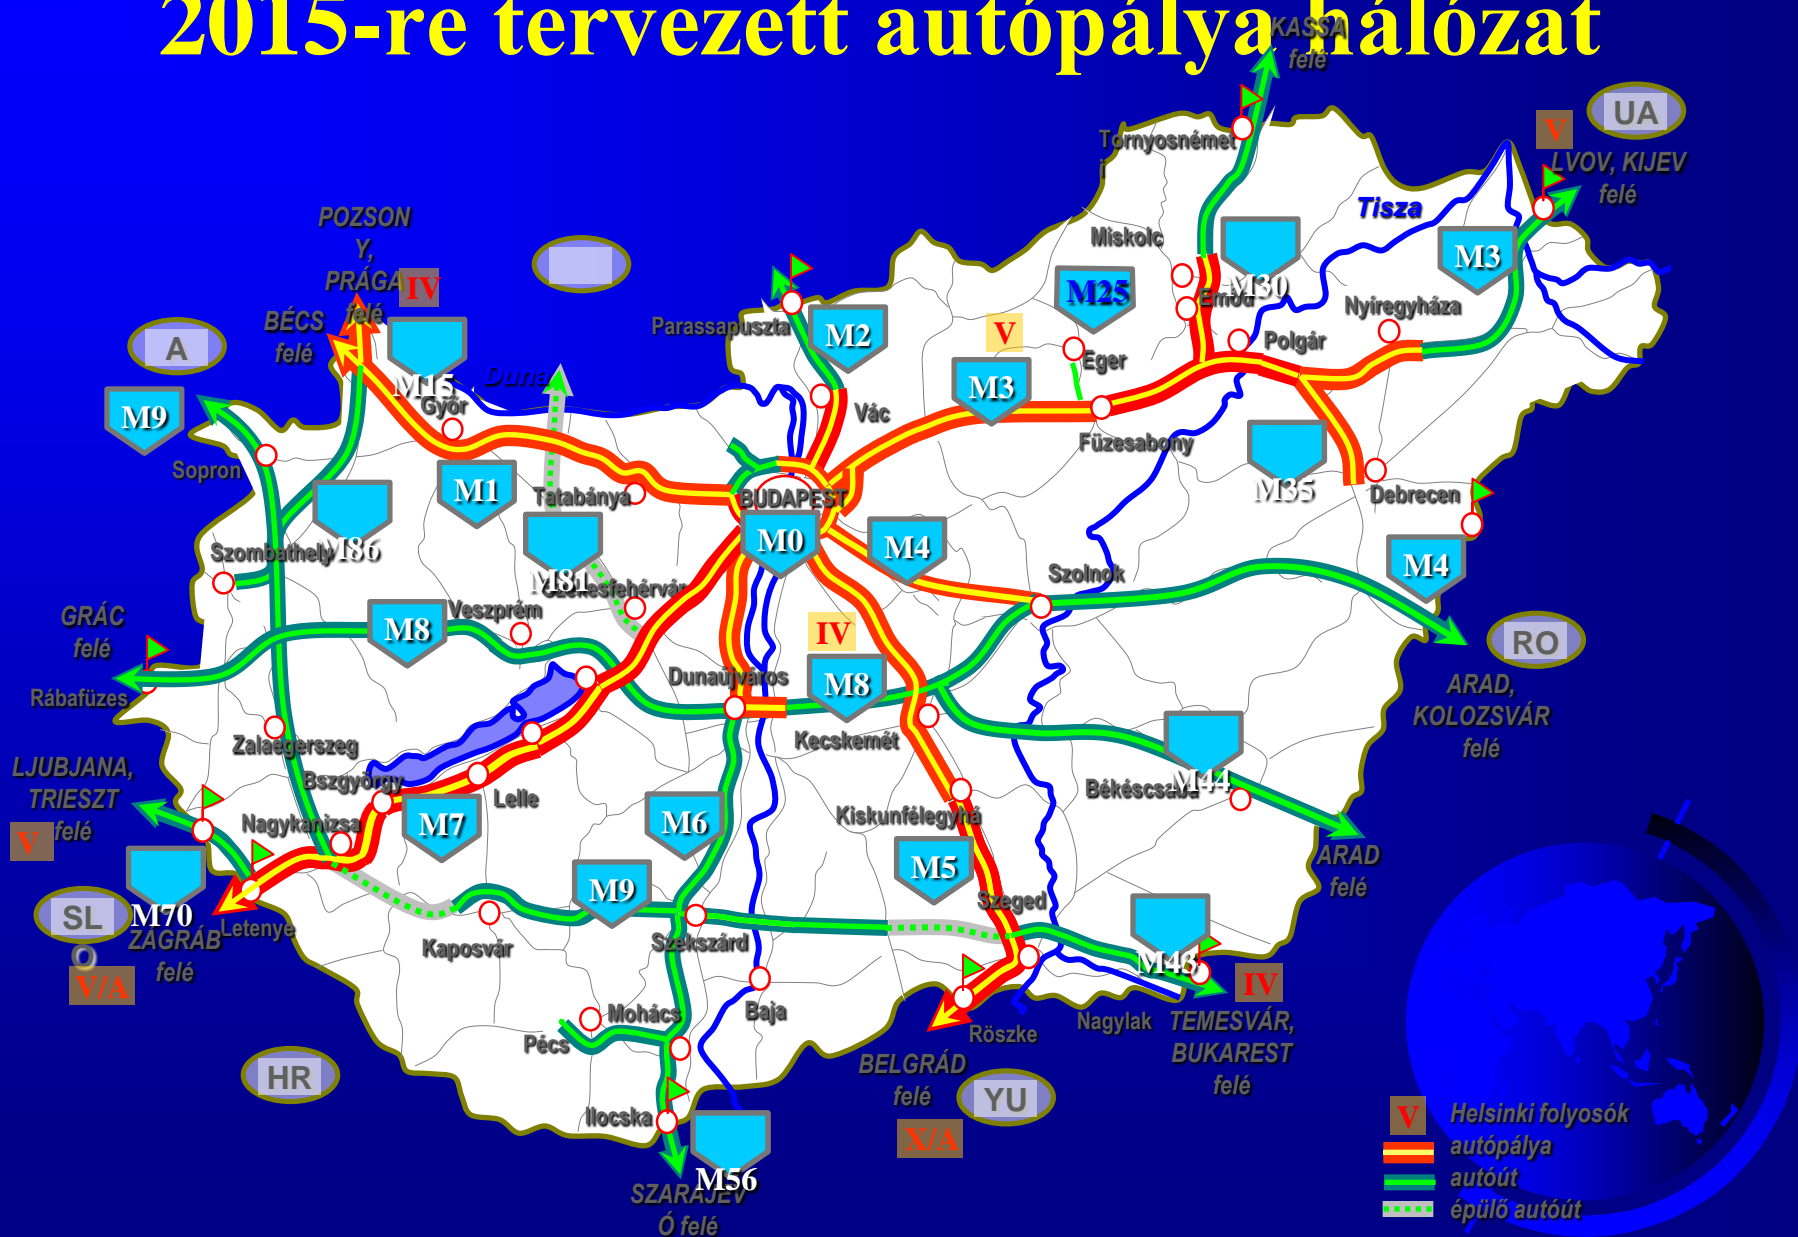 2015-re tervezett autópálya hálózat
KASSA
felé
UA
V
LVOV, KIJEV
felé
Tornyosnémet
i
Tisza
POZSON
Y,
PRÁGA
felé
IV
Miskolc
M3
M25
Emőd
M30
Nyíregyháza
BÉCS
felé
A
Parassapuszta
M2
V
Polgár
Eger
M15
Duna
M3
M9
Győr
Vác
Füzesabony
Sopron
M1
Tatabánya
BUDAPEST
M35
Debrecen
M86
Szombathely
M0
M4
M4
M81
Székesfehérvár
Szolnok
GRÁC
felé
Veszprém
M8
IV
RO
Rábafüzes
Dunaújváros
M8
ARAD,
KOLOZSVÁR
felé
Zalaegerszeg
Kecskemét
LJUBJANA,
TRIESZT
felé
V
Bszgyörgy
Lelle
M44
Békéscsaba
Nagykanizsa
M7
M6
Kiskunfélegyhá
ARAD
felé
M5
M9
SL
O
M70
Letenye
ZÁGRÁB
felé
V/A
Kaposvár
Szekszárd
Szeged
M43
IV
Baja
Mohács
Pécs
Röszke
Nagylak
TEMESVÁR,
BUKAREST
felé
BELGRÁD
felé
X/A
YU
HR
Ilocska
M56
SZARAJEV
Ó felé
V
Helsinki folyosók
autópálya
autóút
épülő autóút